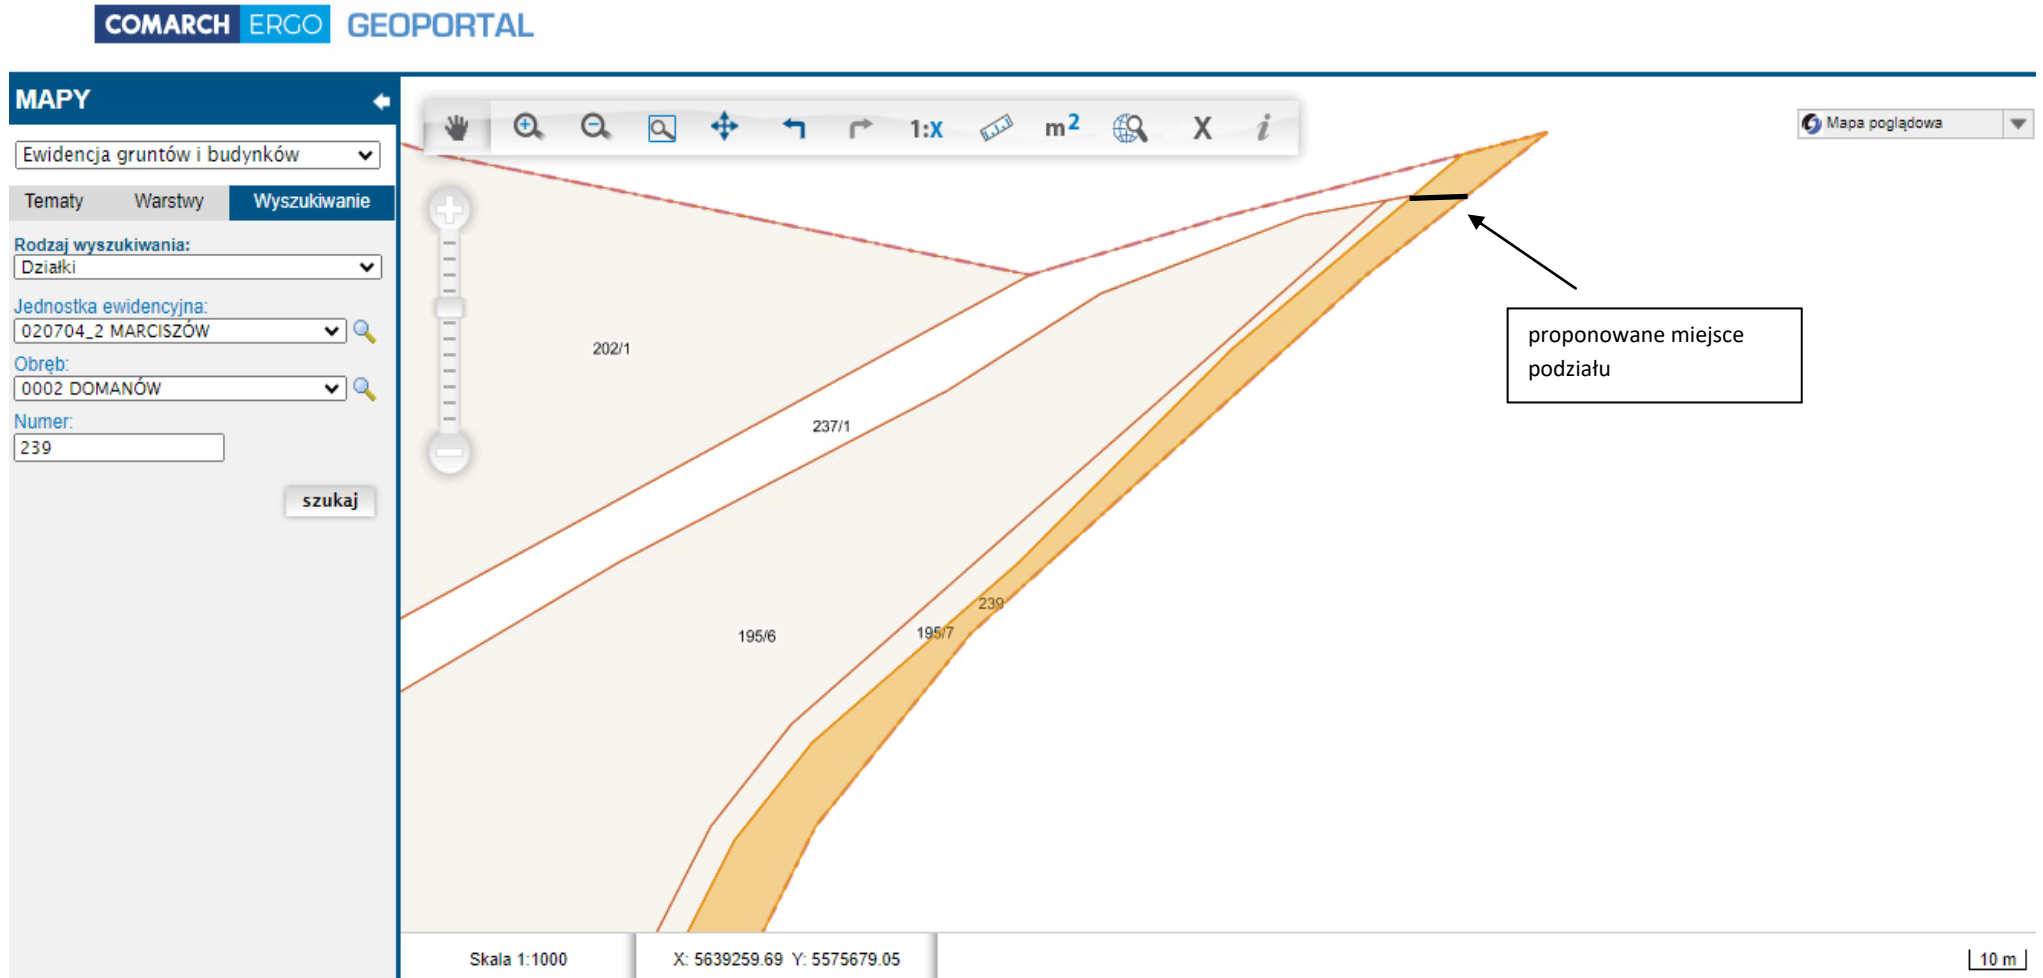 COMARCH ERGO GEOPORTAL
MAPY
Ewidencja gruntów i budynków
Tematy Warstwy Wyszukiwanie
Rodzaj wyszukiwania:
Działki
Jednostka ewidencyjna:
020704_2 MARCISZÓW
Obręb:
0002 DOMANÓW
Numer:
239
szukaj
1:X m² X i
Mapa poglądowa
proponowane miejsce
podziału
202/1
237/1
239
195/6
195/7
Skala 1:1000
X: 5639259.69 Y: 5575679.05
10 m